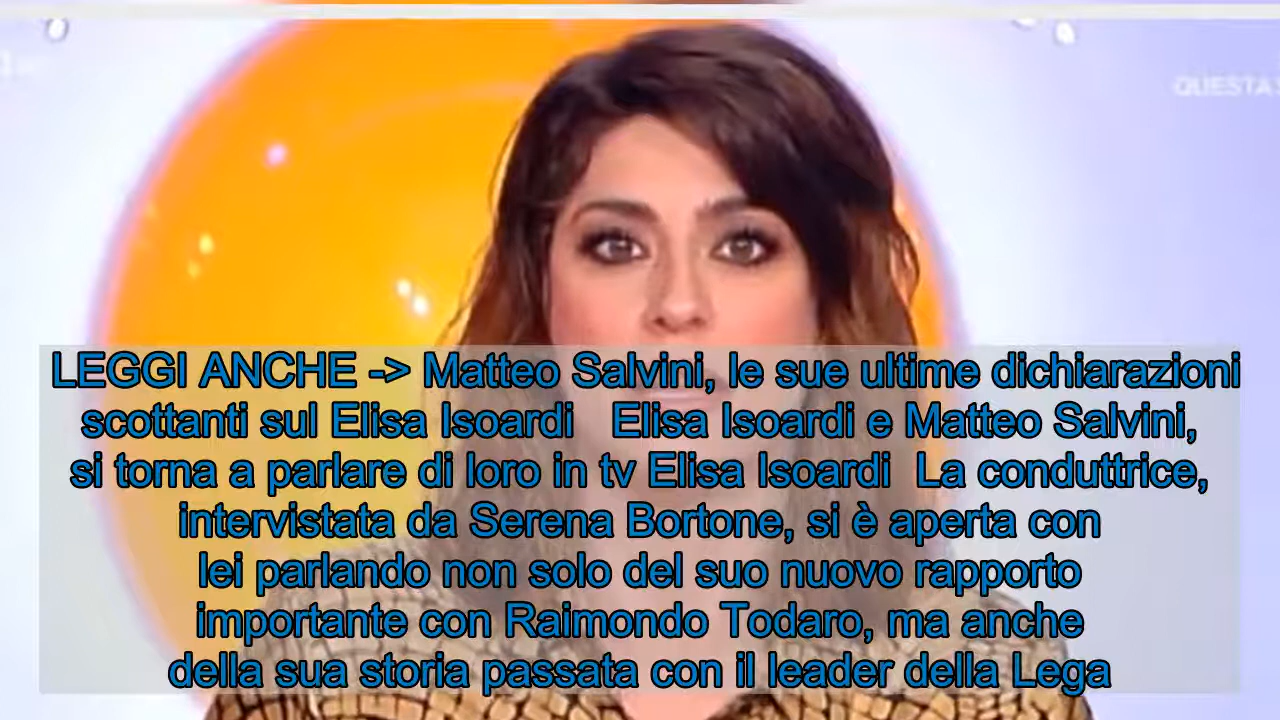 QUESTA
LEGGI ANCHE -> Matteo Salvini, le sue ultime dichiarazioni
scottanti sul Elisa Isoardi   Elisa Isoardi e Matteo Salvini,
si torna a parlare di loro in tv Elisa Isoardi  La conduttrice,
intervistata da Serena Bortone, si è aperta con
lei parlando non solo del suo nuovo rapporto
importante con Raimondo Todaro, ma anche
della sua storia passata con il leader della Lega